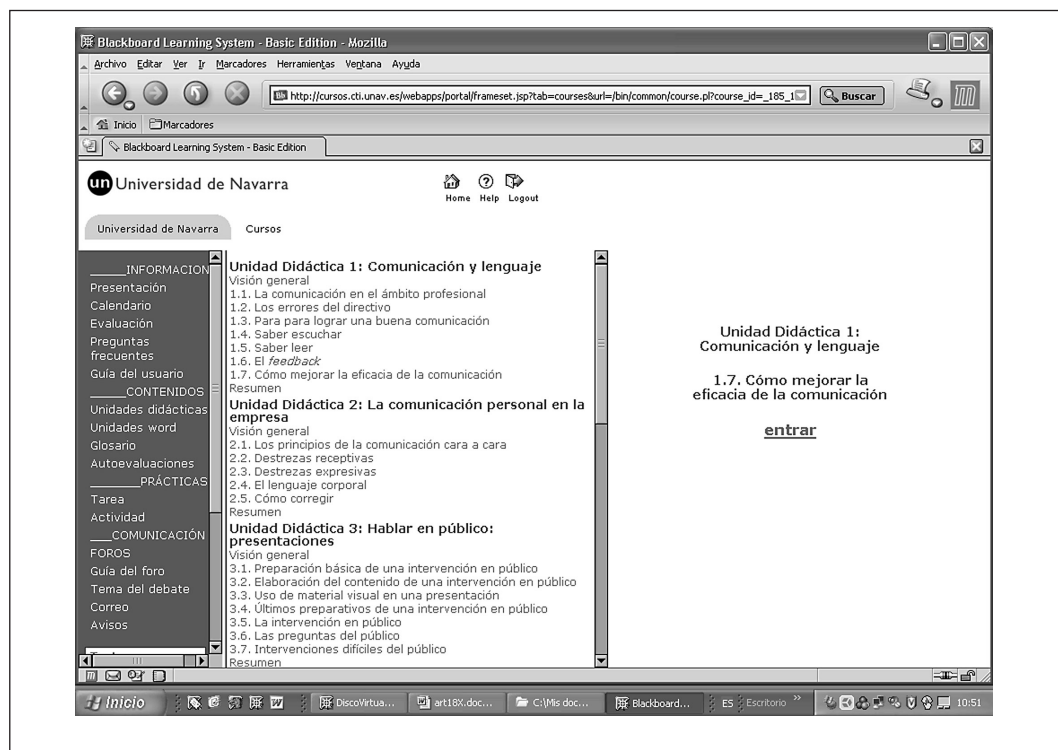 Blackboard Learning System - Basic Edition - Mozilla
Archivo Editar Ver Ir Marcadores Herramientas Ventana Ayuda
http://cursos.cti.unav.es/webapps/portal/frameset.jsp?tab=courses&url=/bin/common/course.pl?course_id=_185_1
Buscar
Inicio Marcadores
Blackboard Learning System - Basic Edition
un Universidad de Navarra
Home Help Logout
Universidad de Navarra Cursos
_____INFORMACION
Presentación
Calendario
Evaluación
Preguntas
frecuentes
Guía del usuario
_____CONTENIDOS
Unidades didácticas
Unidades word
Glosario
Autoevaluaciones
_______PRÁCTICAS
Tarea
Actividad
___COMUNICACIÓN
FOROS
Guía del foro
Tema del debate
Correo
Avisos
Unidad Didáctica 1: Comunicación y lenguaje
Visión general
1.1. La comunicación en el ámbito profesional
1.2. Los errores del directivo
1.3. Para para lograr una buena comunicación
1.4. Saber escuchar
1.5. Saber leer
1.6. El feedback
1.7. Cómo mejorar la eficacia de la comunicación
Resumen
Unidad Didáctica 2: La comunicación personal en la
empresa
Visión general
2.1. Los principios de la comunicación cara a cara
2.2. Destrezas receptivas
2.3. Destrezas expresivas
2.4. El lenguaje corporal
2.5. Cómo corregir
Resumen
Unidad Didáctica 3: Hablar en público:
presentaciones
Visión general
3.1. Preparación básica de una intervención en público
3.2. Elaboración del contenido de una intervención en público
3.3. Uso de material visual en una presentación
3.4. Últimos preparativos de una intervención en público
3.5. La intervención en público
3.6. Las preguntas del público
3.7. Intervenciones difíciles del público
Resumen
Unidad Didáctica 1:
Comunicación y lenguaje
1.7. Cómo mejorar la
eficacia de la comunicación
entrar
Inicio DiscoVirtua... art18X.doc... C:\Mis doc... Blackboard... ES Escritorio » 10:51